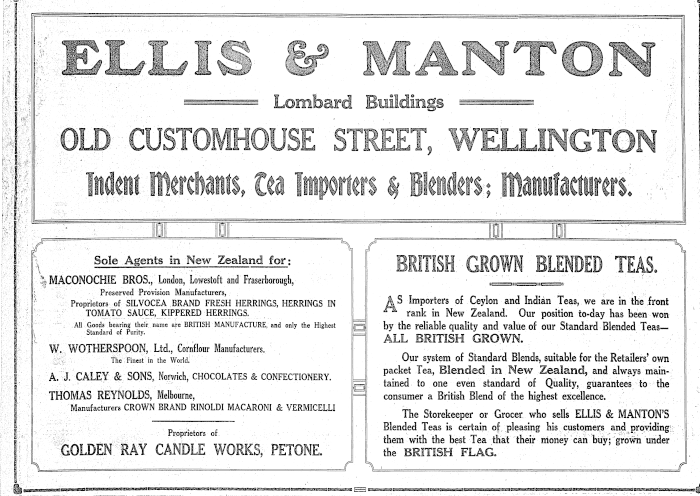 ELLIS & MANTON
Lombard Buildings
OLD CUSTOMHOUSE STREET, WELLINGTON
Indent Merchants, Tea Importers & Blenders; Manufacturers.
Sole Agents in New Zealand for;
MACONOCHIE BROS., London, Lowestoft and Fraserborough,
Preserved Provision Manufacturers,
Proprietors of SILVOCEA BRAND FRESH HERRINGS, HERRINGS IN
TOMATO SAUCE, KIPPERED HERRINGS.
All Goods bearing their name are BRITISH MANUFACTURE, and only the Highest
Standard of Purity.
W. WOTHERSPOON, Ltd., Cornflour Manufacturers.
The Finest in the World.
A. J. CALEY & SONS, Norwich, CHOCOLATES & CONFECTIONERY.
THOMAS REYNOLDS, Melbourne,
Manufacturers CROWN BRAND RINOLDI MACARONI & VERMICELLI
Proprietors of
GOLDEN RAY CANDLE WORKS, PETONE.
BRITISH GROWN BLENDED TEAS.
AS Importers of Ceylon and Indian Teas, we are in the front
rank in New Zealand. Our position to-day has been won
by the reliable quality and value of our Standard Blended Teas—
ALL BRITISH GROWN.
Our system of Standard Blends, suitable for the Retailers' own
packet Tea, Blended in New Zealand, and always main-
tained to one even standard of Quality, guarantees to the
consumer a British Blend of the highest excellence.
The Storekeeper or Grocer who sells ELLIS & MANTON'S
Blended Teas is certain of pleasing his customers and providing
them with the best Tea that their money can buy; grown under
the BRITISH FLAG.